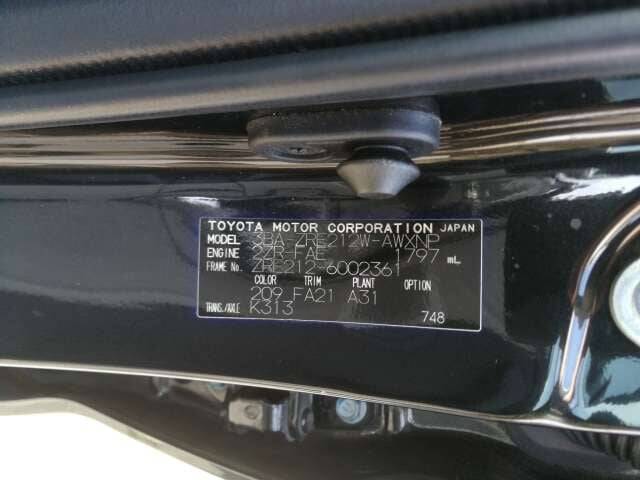 TOYOTA MOTOR CORPORATION JAPAN
MODEL 3BA-ZRE212W-AWXNP
ENGINE 2ZR-FAE 1797 mL
FRAME No. ZRE212-6002361
COLOR TRIM PLANT OPTION
209 FA21 A31
TRANS./AXLE K313
748